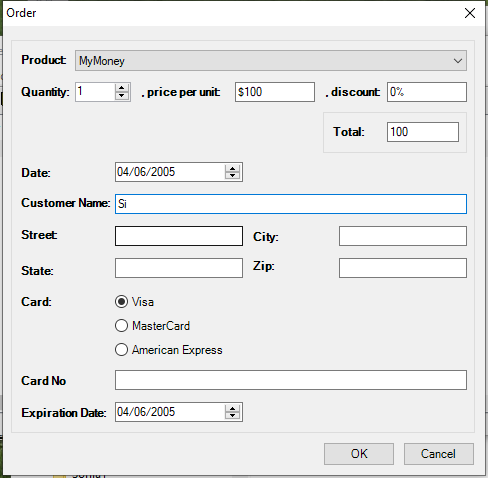 Order
Product: MyMoney
Quantity: 1 , price per unit: $100 , discount: 0%
Total: 100
Date: 04/06/2005
Customer Name: Si
Street: City:
State: Zip:
Card: Visa
MasterCard
American Express
Card No
Expiration Date: 04/06/2005
OK Cancel